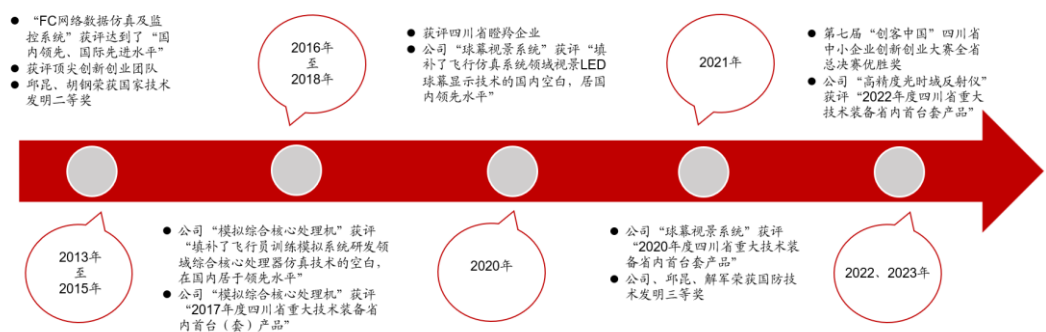 ● “FC网络数据仿真及监
控系统”获评达到了“国
内领先、国际先进水平”
● 获评顶尖创新创业团队
● 邱昆、胡钢荣获国家技术
发明二等奖
2013年
至
2015年
2016年
至
2018年
● 公司“模拟综合核心处理机”获评
“填补了飞行员训练模拟系统研发领
域综合核心处理器仿真技术的空白，
在国内居于领先水平”
● 公司“模拟综合核心处理机”获评
“2017年度四川省重大技术装备省
内首台（套）产品”
● 获评四川省瞪羚企业
● 公司“球幕视景系统”获评“填
补了飞行仿真系统领域视景LED
球幕显示技术的国内空白，居国
内领先水平”
2020年
2021年
● 公司“球幕视景系统”获评
“2020年度四川省重大技术装
备省内首台套产品”
● 公司、邱昆、解军荣获国防技
术发明三等奖
● 第七届“创客中国”四川省
中小企业创新创业大赛全省
总决赛优胜奖
● 公司“高精度光时域反射仪”
获评“2022年度四川省重大
技术装备省内首台套产品”
2022、2023年